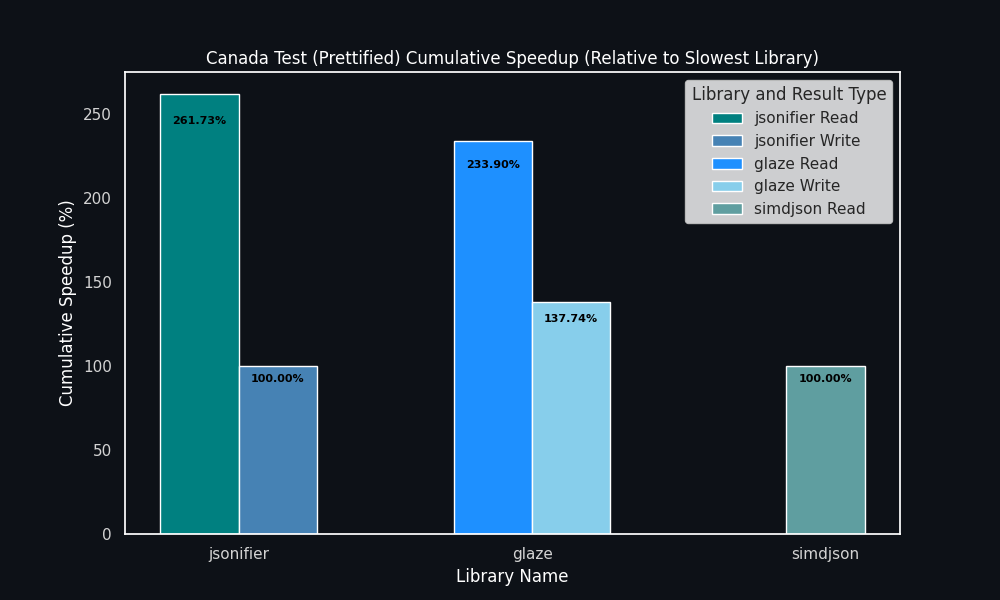 Canada Test (Prettified) Cumulative Speedup (Relative to Slowest Library)
Library and Result Type
jsonifier Read
jsonifier Write
glaze Read
glaze Write
simdjson Read
Cumulative Speedup (%)
250
200
150
100
50
0
261.73%
100.00%
233.90%
137.74%
100.00%
jsonifier
glaze
simdjson
Library Name